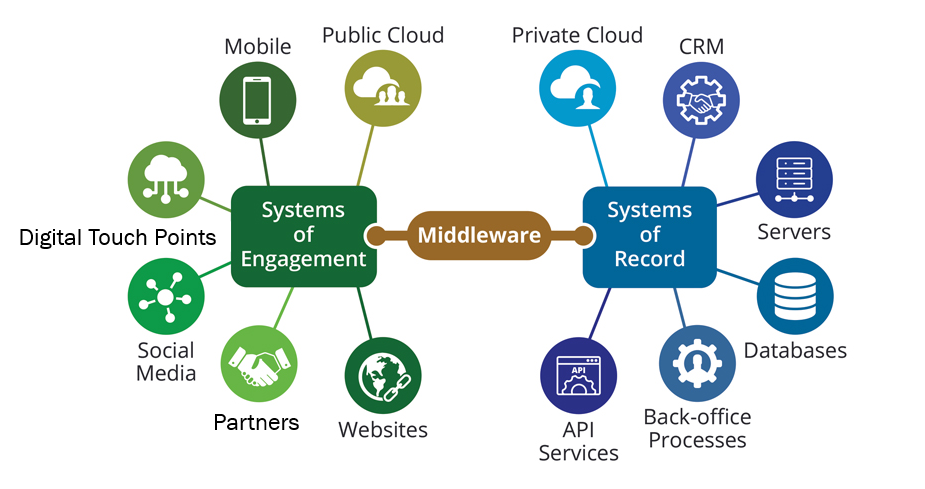 Mobile
Public Cloud
Private Cloud
CRM
Digital Touch Points
Systems
of
Engagement
Middleware
Systems
of
Record
Servers
Social
Media
Databases
Partners
Websites
API
API
Services
Back-office
Processes